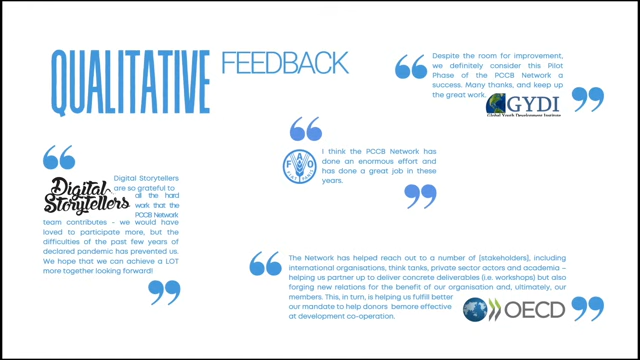 QUALITATIVE FEEDBACK
Despite the room for improvement,
we definitely consider this Pilot
Phase of the PCCB Network a
success. Many thanks, and keep up
the great work.
GYDI
Global Youth Development Institute
I think the PCCB Network has
done an enormous effort and
has done a great job in these
years.
FAO
FIAT PANIS
Digital Storytellers
are so grateful to
all the hard
work that the
PCCB Network
team contributes - we would have
loved to participate more, but the
difficulties of the past few years of
declared pandemic has prevented us.
We hope that we can achieve a LOT
more together looking forward!
Digital
Storytellers
The Network has helped reach out to a number of [stakeholders], including
international organisations, think tanks, private sector actors and academia –
helping us partner up to deliver concrete deliverables (i.e. workshops) but also
forging new relations for the benefit of our organisation and, ultimately, our
members. This, in turn, is helping us fulfill better
our mandate to help donors bemore effective
at development co-operation.
OECD